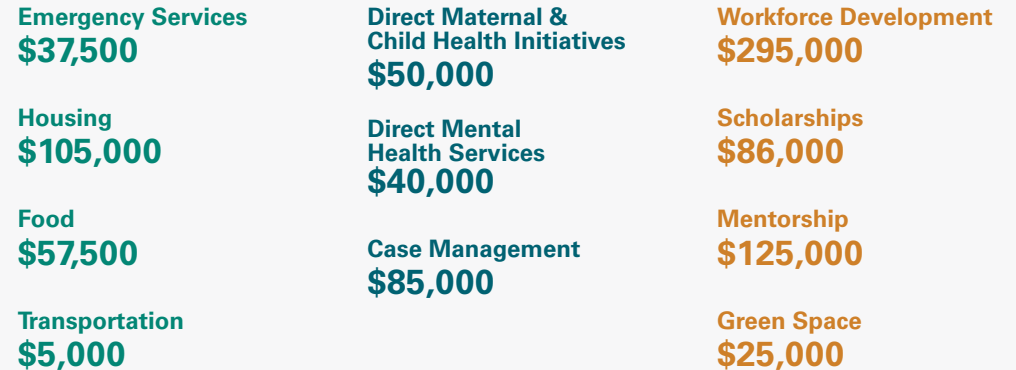 Emergency Services
$37,500
Housing
$105,000
Food
$57,500
Transportation
$5,000
Direct Maternal &
Child Health Initiatives
$50,000
Direct Mental
Health Services
$40,000
Case Management
$85,000
Workforce Development
$295,000
Scholarships
$86,000
Mentorship
$125,000
Green Space
$25,000